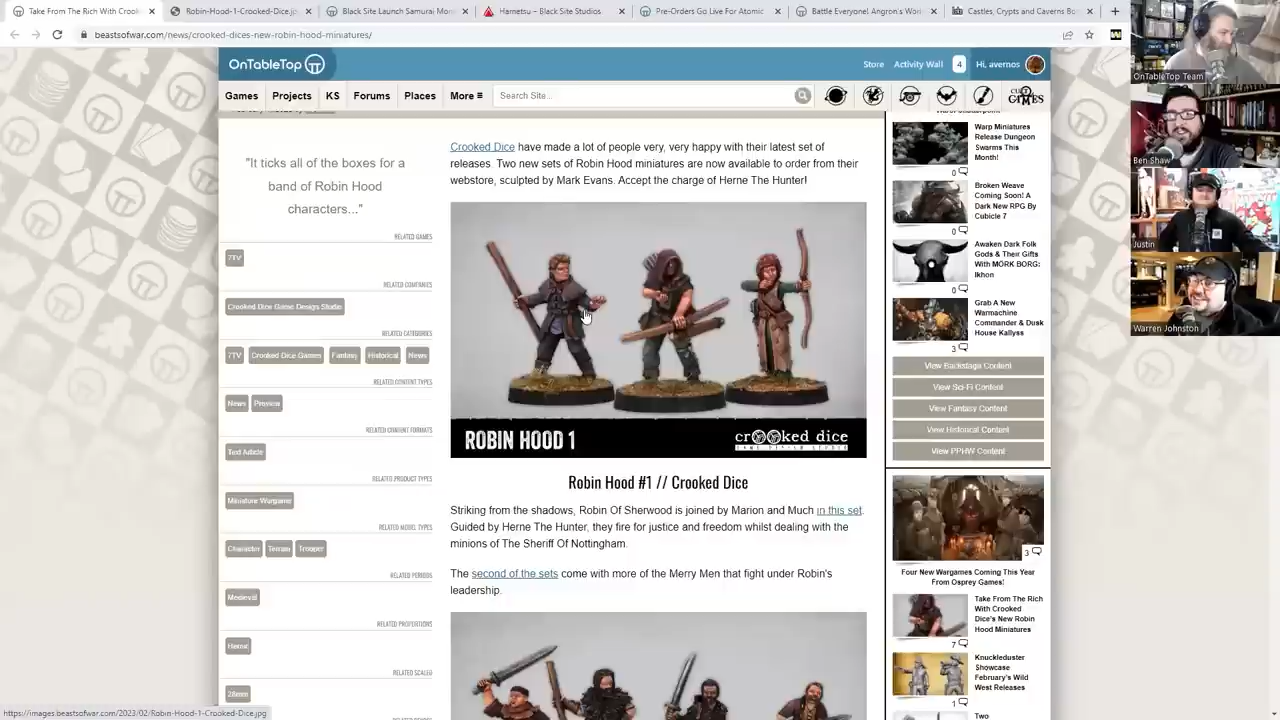 Take From The Rich With Crook
Robin-Hood-1-Crooked-Dice.jp
Black Site Launch Samurai Mon
Hametsu – Black Site Studios
Pre-Orders Go Live For Atomic
Battle Everyone! Angron's World
Castles, Crypts and Caverns Bo
beastsofwar.com/news/crooked-dices-new-robin-hood-miniatures/
OnTableTop
Store
Activity Wall
4
Hi, avernos
Games
Projects
KS
Forums
Places
Search Site...
GAMES
"It ticks all of the boxes for a
band of Robin Hood
characters..."
RELATED GAMES
7TV
RELATED COMPANIES
Crooked Dice Game Design Studio
RELATED CATEGORIES
7TV
Crooked Dice Games
Fantasy
Historical
News
RELATED CONTENT TYPES
News
Preview
RELATED CONTENT FORMATS
Text Article
RELATED PRODUCT TYPES
Miniature Wargame
RELATED MODEL TYPES
Character
Terrain
Trooper
RELATED PERIODS
Medieval
RELATED PROPORTIONS
Heroic
RELATED SCALES
28mm
Crooked Dice have made a lot of people very, very happy with their latest set of
releases. Two new sets of Robin Hood miniatures are now available to order from their
webstore, sculpted by Mark Evans. Accept the charge of Herne The Hunter!
ROBIN HOOD 1
crooked dice
GAME DESIGN STUDIO
Robin Hood #1 // Crooked Dice
Striking from the shadows, Robin Of Sherwood is joined by Marion and Much in this set.
Guided by Herne The Hunter, they fire for justice and freedom whilst dealing with the
minions of The Sheriff Of Nottingham.
The second of the sets come with more of the Merry Men that fight under Robin's
leadership.
Warp Miniatures
Release Dungeon
Swarms This
Month!
0
Broken Weave
Coming Soon! A
Dark New RPG By
Cubicle 7
0
Awaken Dark Folk
Gods & Their Gifts
With MÖRK BORG:
Ikhon
0
Grab A New
Warmachine
Commander & Dusk
House Kallyss
3
View Backstage Content
View Sci-Fi Content
View Fantasy Content
View Historical Content
View PPHW Content
3
Four New Wargames Coming This Year
From Osprey Games!
Take From The Rich
With Crooked
Dice's New Robin
Hood Miniatures
7
Knuckleduster
Showcase
February's Wild
West Releases
1
Two
https://images.beastsofwar.com/2023/02/Robin-Hood-1-Crooked-Dice.jpg
OnTableTop Team
Ben Shaw
Justin
Warren Johnston